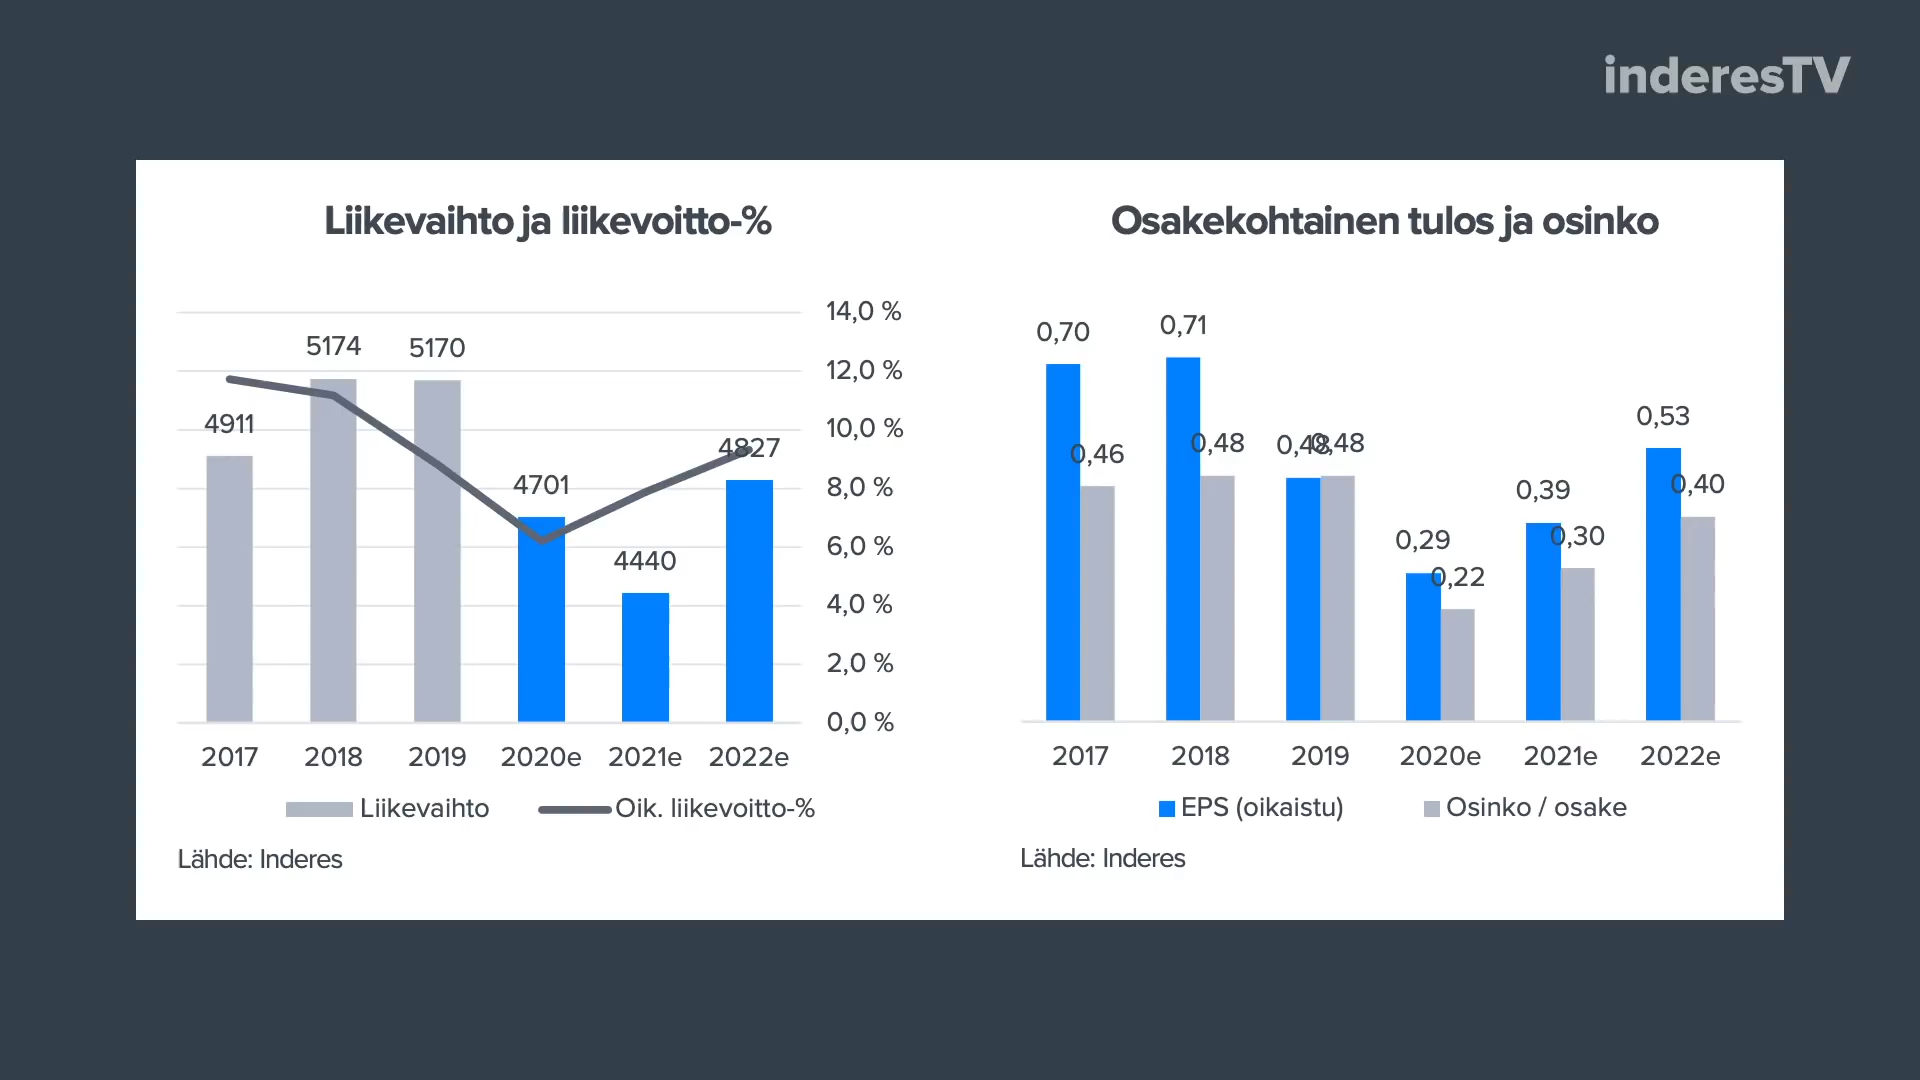 inderesTV
Liikevaihto ja liikevoitto-%
14,0 %
12,0 %
10,0 %
8,0 %
6,0 %
4,0 %
2,0 %
0,0 %
4911
5174
5170
4701
4440
4827
2017 2018 2019 2020e 2021e 2022e
Liikevaihto Oik. liikevoitto-%
Lähde: Inderes
Osakekohtainen tulos ja osinko
0,70
0,46
0,71
0,48
0,48
0,48
0,29
0,22
0,39
0,30
0,53
0,40
2017 2018 2019 2020e 2021e 2022e
EPS (oikaistu) Osinko / osake
Lähde: Inderes